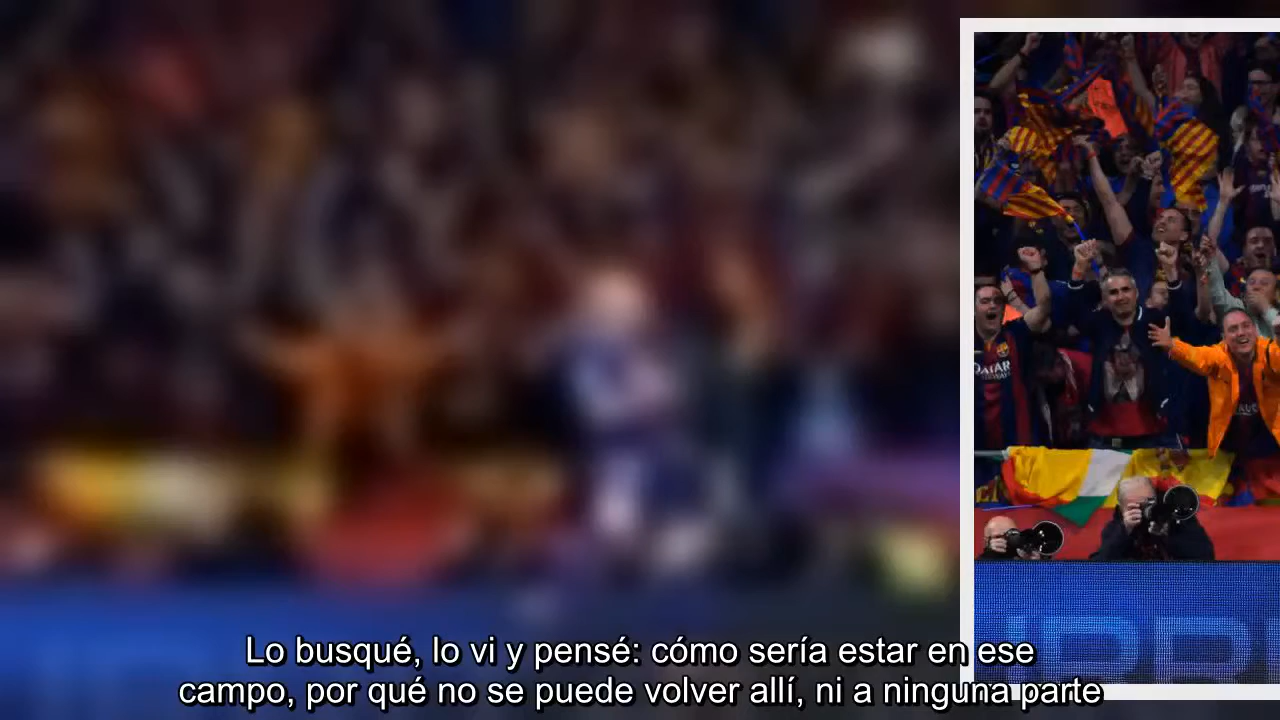 QATAR
Lo busqué, lo vi y pensé: cómo sería estar en ese
campo, por qué no se puede volver allí, ni a ninguna parte